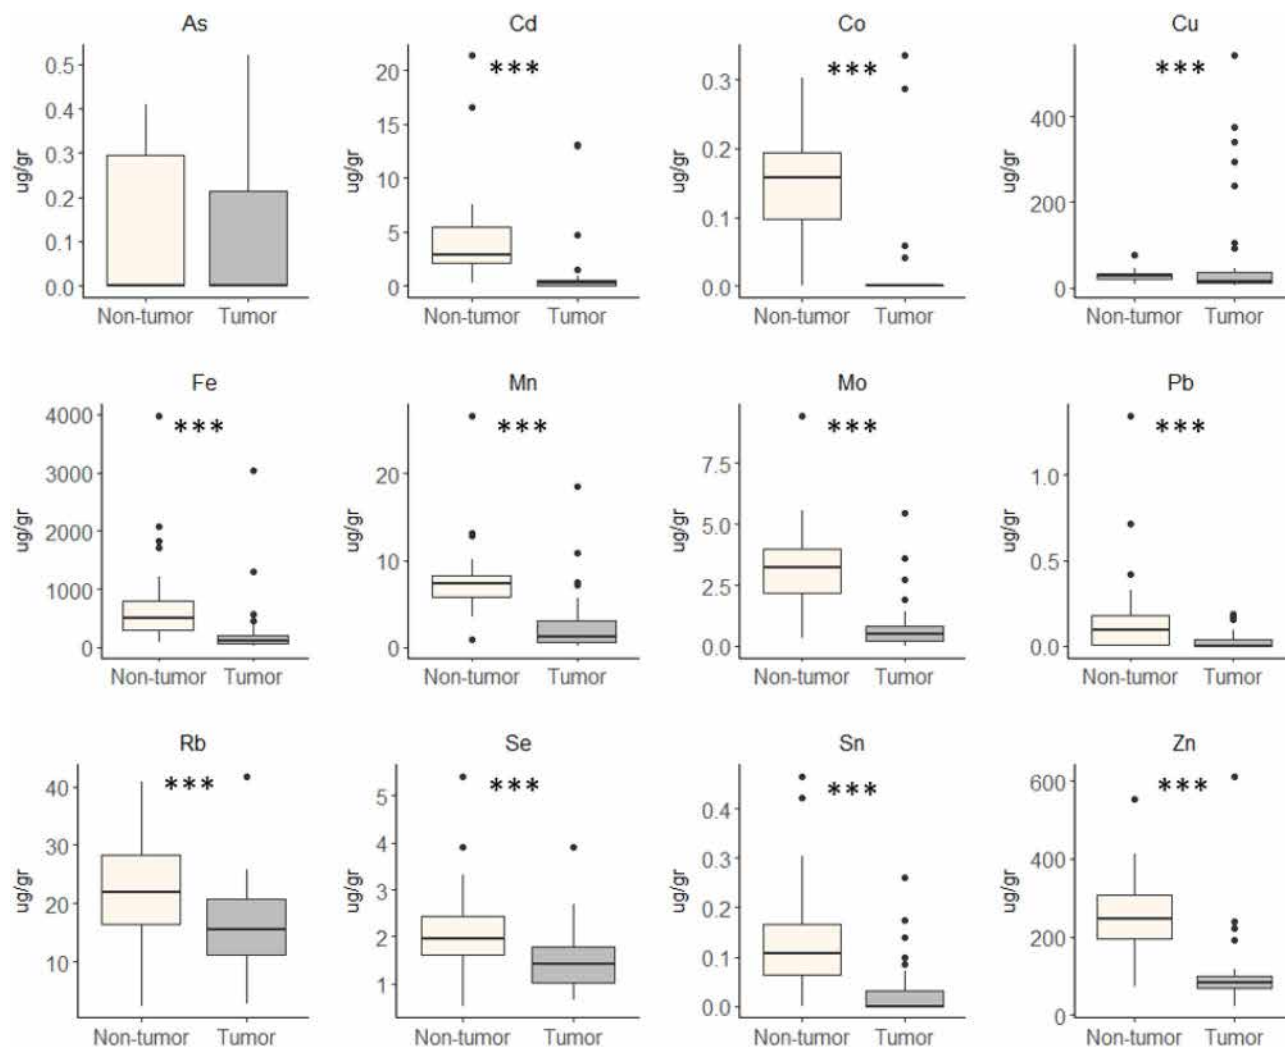 As
Cd
Co
Cu
ug/gr
0.5
0.4
0.3
0.2
0.1
0.0
Non-tumor Tumor
ug/gr
20
15
10
5
0
***
Non-tumor Tumor
ug/gr
0.3
0.2
0.1
0.0
***
Non-tumor Tumor
ug/gr
400
200
0
***
Non-tumor Tumor
Fe
Mn
Mo
Pb
ug/gr
4000
3000
2000
1000
0
***
Non-tumor Tumor
ug/gr
20
10
0
***
Non-tumor Tumor
ug/gr
7.5
5.0
2.5
0.0
***
Non-tumor Tumor
ug/gr
1.0
0.5
0.0
***
Non-tumor Tumor
Rb
Se
Sn
Zn
ug/gr
40
30
20
10
***
Non-tumor Tumor
ug/gr
5
4
3
2
1
***
Non-tumor Tumor
ug/gr
0.4
0.3
0.2
0.1
0.0
***
Non-tumor Tumor
ug/gr
600
400
200
0
***
Non-tumor Tumor